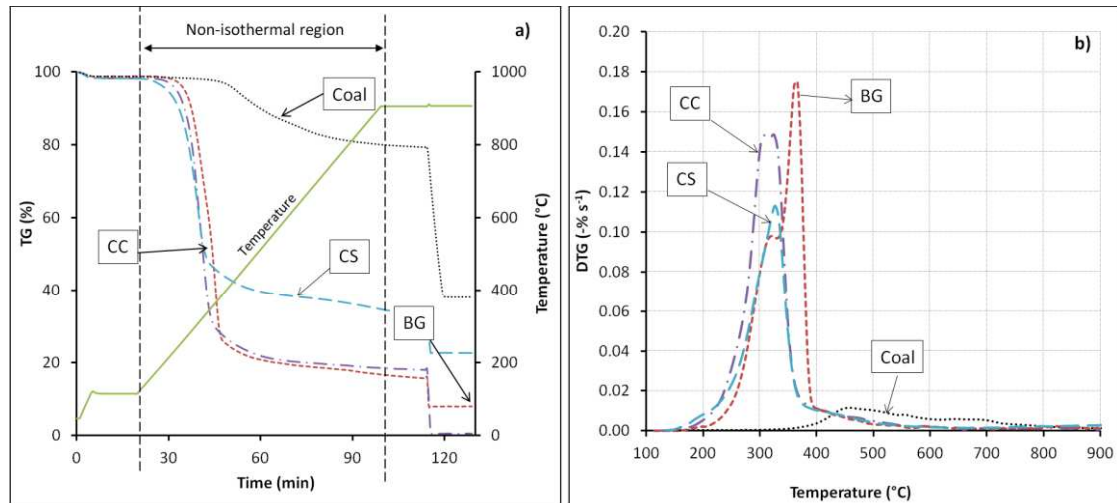 Non-isothermal region
a)
100
80
60
40
20
0
TG (%)
0
30
60
90
120
Time (min)
1000
800
600
400
200
0
Temperature (°C)
Coal
CC
CS
BG
Temperature
b)
0.20
0.18
0.16
0.14
0.12
0.10
0.08
0.06
0.04
0.02
0.00
DTG (-% s⁻¹)
CC
BG
CS
Coal
100
200
300
400
500
600
700
800
900
Temperature (°C)